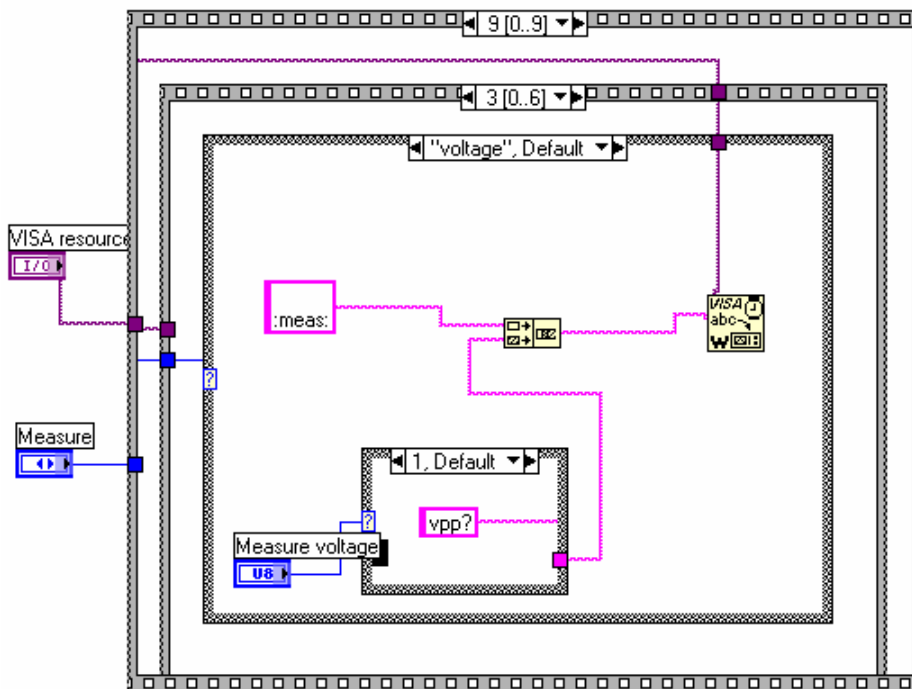 9 [0..9]
3 [0..6]
"voltage", Default
VISA resource
I/O
:meas:
VISA
abc
W
?
Measure
1, Default
?
vpp?
Measure voltage
U8